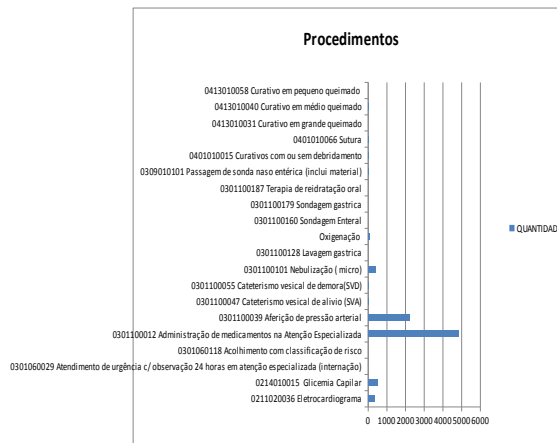 Procedimentos
0413010058 Curativo em pequeno queimado
0413010040 Curativo em médio queimado
0413010031 Curativo em grande queimado
0401010066 Sutura
0401010015 Curativos com ou sem debridamento
0309010101 Passagem de sonda naso entérica (inclui material)
0301100187 Terapia de reidratação oral
0301100179 Sondagem gastrica
0301100160 Sondagem Enteral
Oxigenação
0301100128 Lavagem gastrica
0301100101 Nebulização ( micro)
0301100055 Cateterismo vesical de demora(SVD)
0301100047 Cateterismo vesical de alívio (SVA)
0301100039 Aferição de pressão arterial
0301100012 Administração de medicamentos na Atenção Especializada
0301060118 Acolhimento com classificação de risco
0301060029 Atendimento de urgência c/ observação 24 horas em atenção especializada (internação)
0214010015 Glicemia Capilar
0211020036 Eletrocardiograma
QUANTIDAD
0 1000 2000 3000 4000 5000 6000